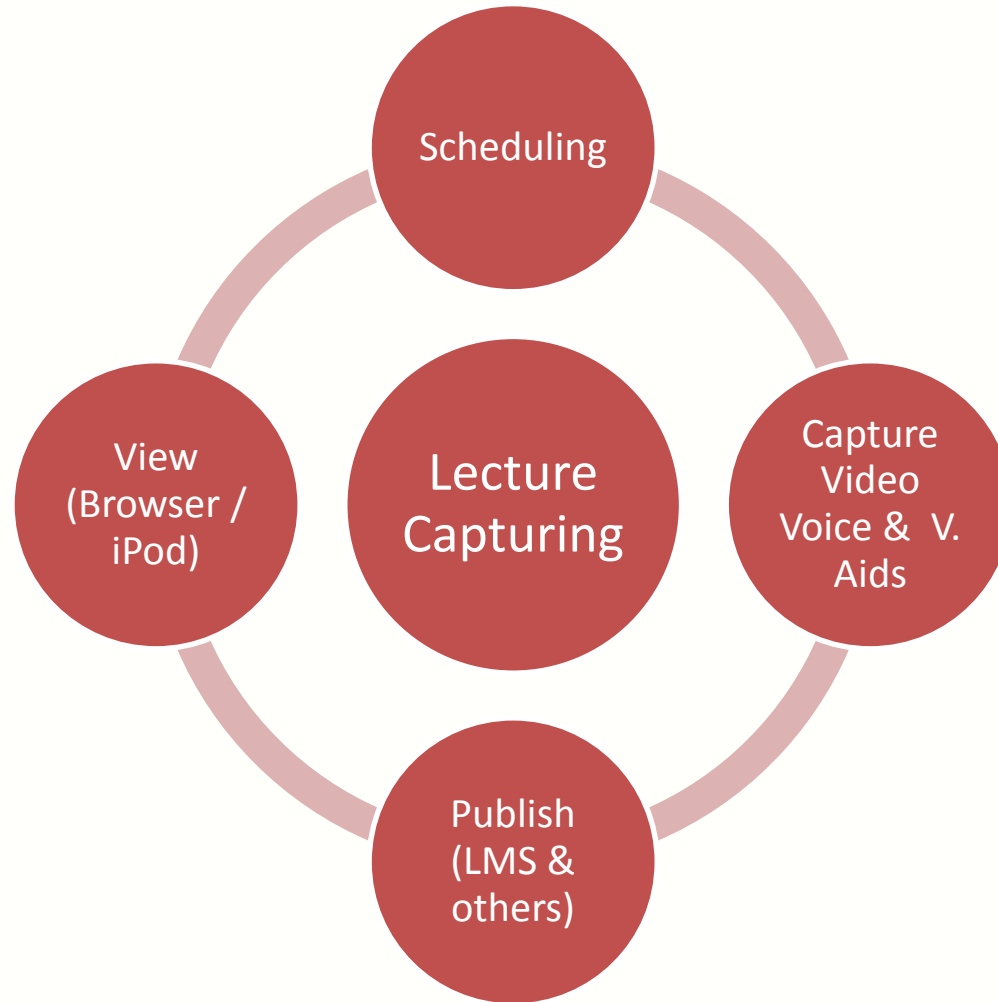 Scheduling
View
(Browser /
iPod)
Lecture
Capturing
Capture
Video
Voice &  V.
Aids
Publish
(LMS &
others)